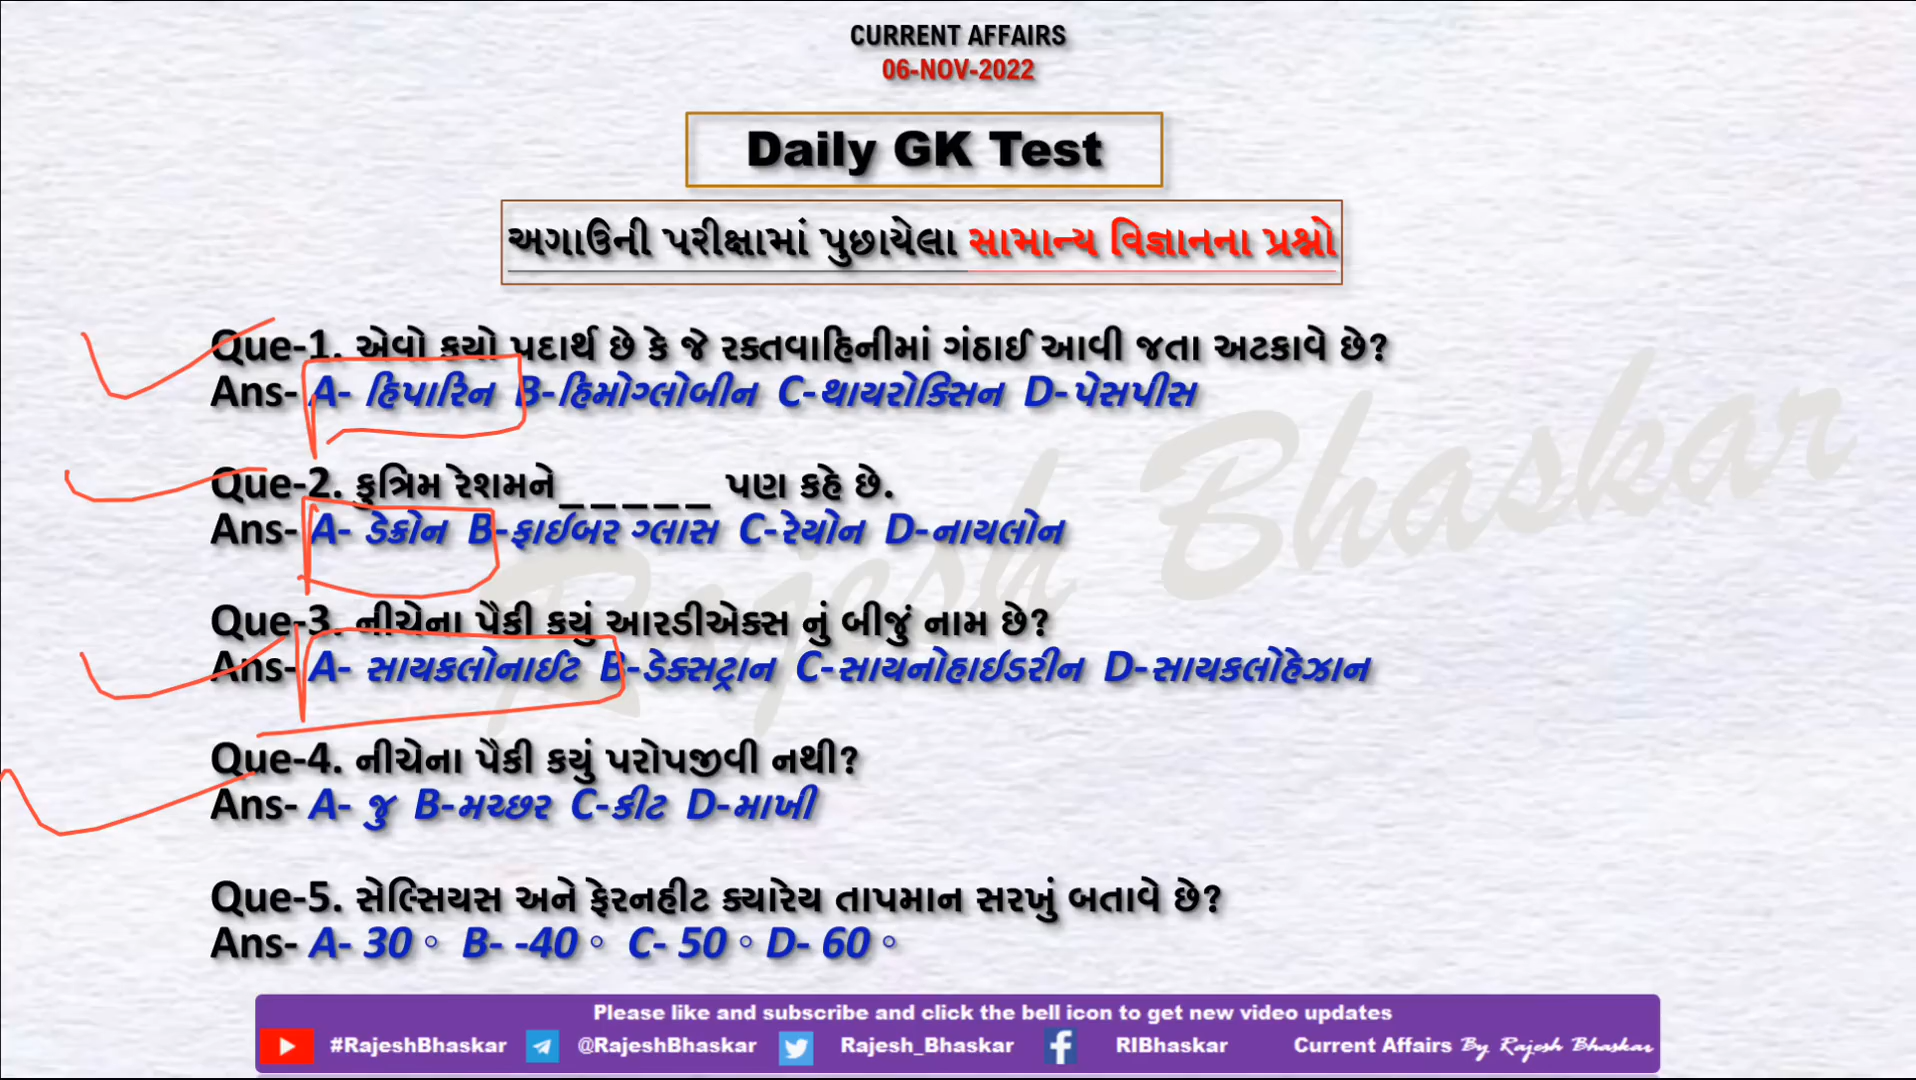 CURRENT AFFAIRS
06-NOV-2022
Daily GK Test
અગાઉની પરીક્ષામાં પુછાયેલા સામાન્ય વિજ્ઞાનના પ્રશ્નો
Que-1. એવો કયો પદાર્થ છે કે જે રક્તવાહિનીમાં ગંઠાઈ આવી જતા અટકાવે છે?
Ans- A- હિપારિન B-હિમોગ્લોબીન C-થાયરોક્સિન D-પેસપીસ
Que-2. કૃત્રિમ રેશમને_____ પણ કહે છે.
Ans- A- ડેક્રોન B-ફાઈબર ગ્લાસ C-રેયોન D-નાયલોન
Que-3. નીચેના પૈકી કયું આરડીએક્સ નું બીજું નામ છે?
Ans- A- સાયકલોનાઈટ B-ડેક્સટ્રાન C-સાયનોહાઈડરીન D-સાયકલોહેઝાન
Que-4. નીચેના પૈકી કયું પરોપજીવી નથી?
Ans- A- જુ B-મચ્છર C-કીટ D-માખી
Que-5. સેલ્સિયસ અને ફેરનહીટ ક્યારેય તાપમાન સરખું બતાવે છે?
Ans- A- 30 ° B- -40 ° C- 50 ° D- 60 °
Rajesh Bhaskar
Please like and subscribe and click the bell icon to get new video updates
#RajeshBhaskar @RajeshBhaskar Rajesh_Bhaskar RIBhaskar Current Affairs By Rajesh Bhaskar